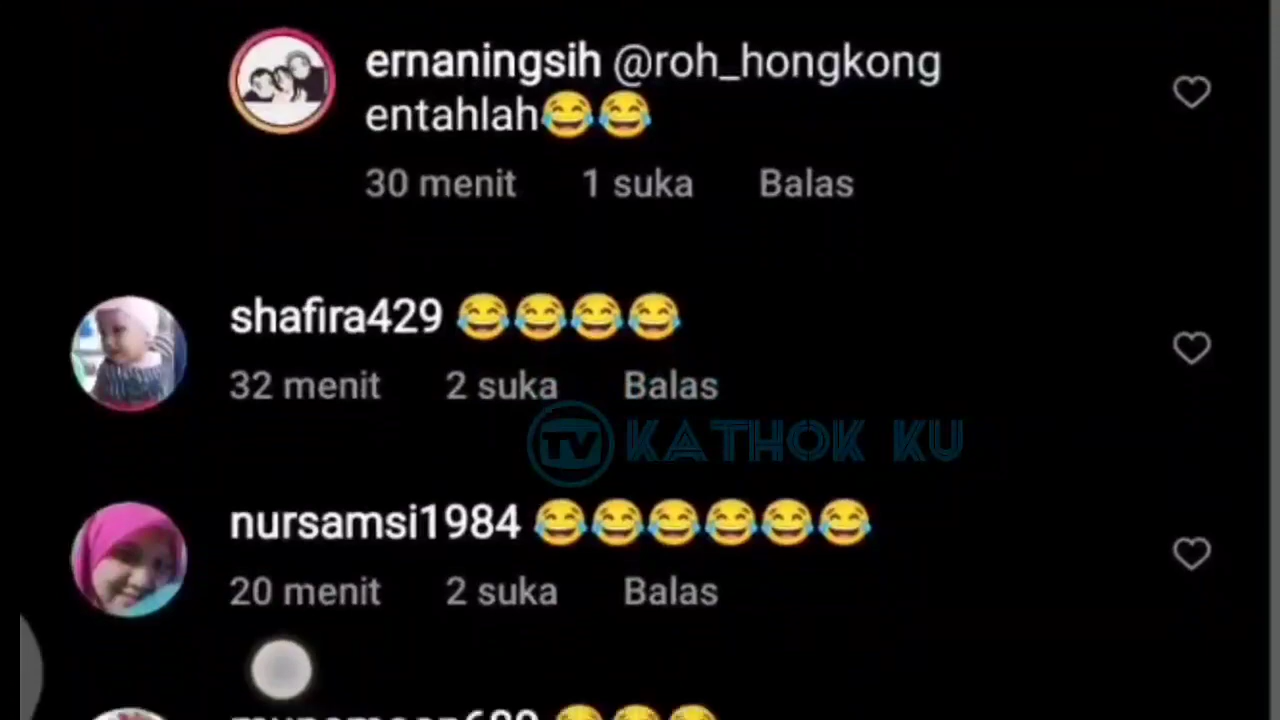 ernaningsih @roh_hongkong
entahlah😂😂
30 menit 1 suka Balas
shafira429 😂😂😂😂
32 menit 2 suka Balas
TV KATHOK KU
nursamsi1984 😂😂😂😂😂😂
20 menit 2 suka Balas
😂😂😂